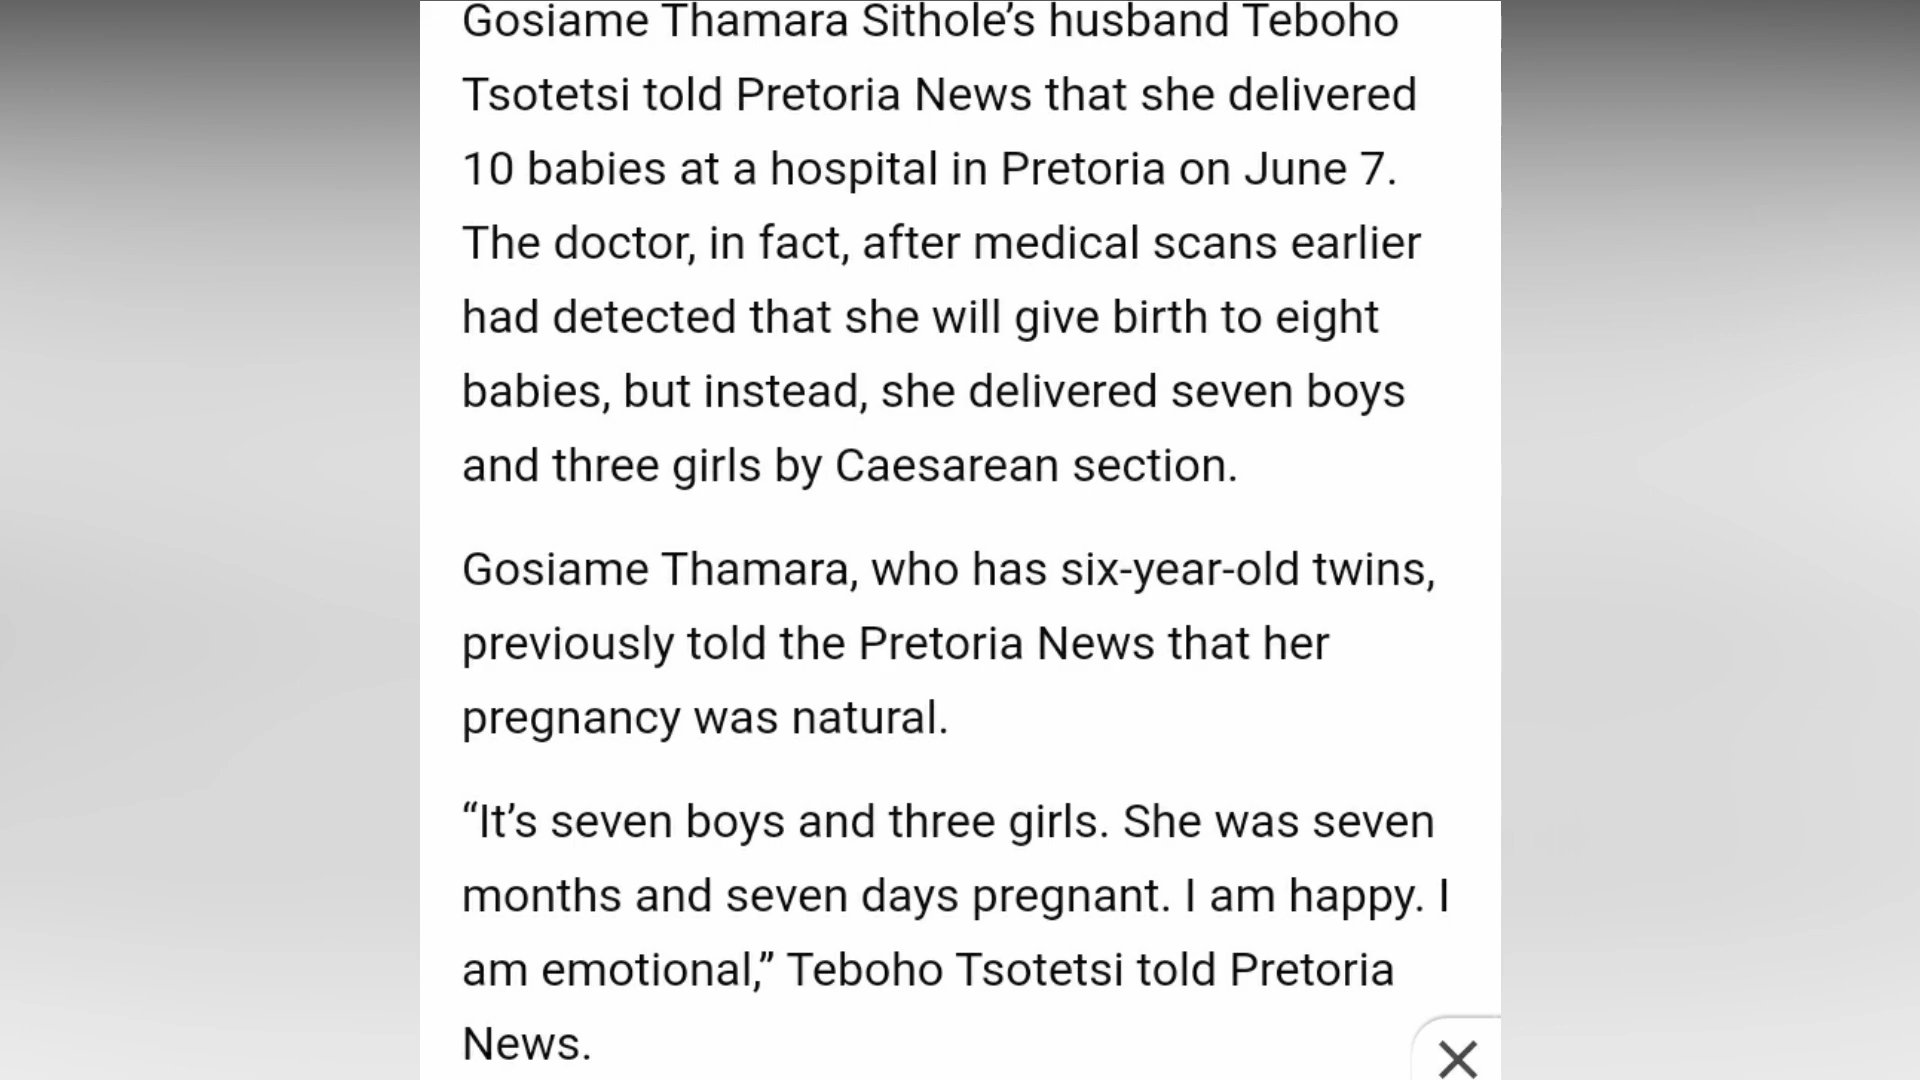 Gosiame Thamara Sithole’s husband Teboho
Tsotetsi told Pretoria News that she delivered
10 babies at a hospital in Pretoria on June 7.
The doctor, in fact, after medical scans earlier
had detected that she will give birth to eight
babies, but instead, she delivered seven boys
and three girls by Caesarean section.
Gosiame Thamara, who has six-year-old twins,
previously told the Pretoria News that her
pregnancy was natural.
“It’s seven boys and three girls. She was seven
months and seven days pregnant. I am happy. I
am emotional,” Teboho Tsotetsi told Pretoria
News.